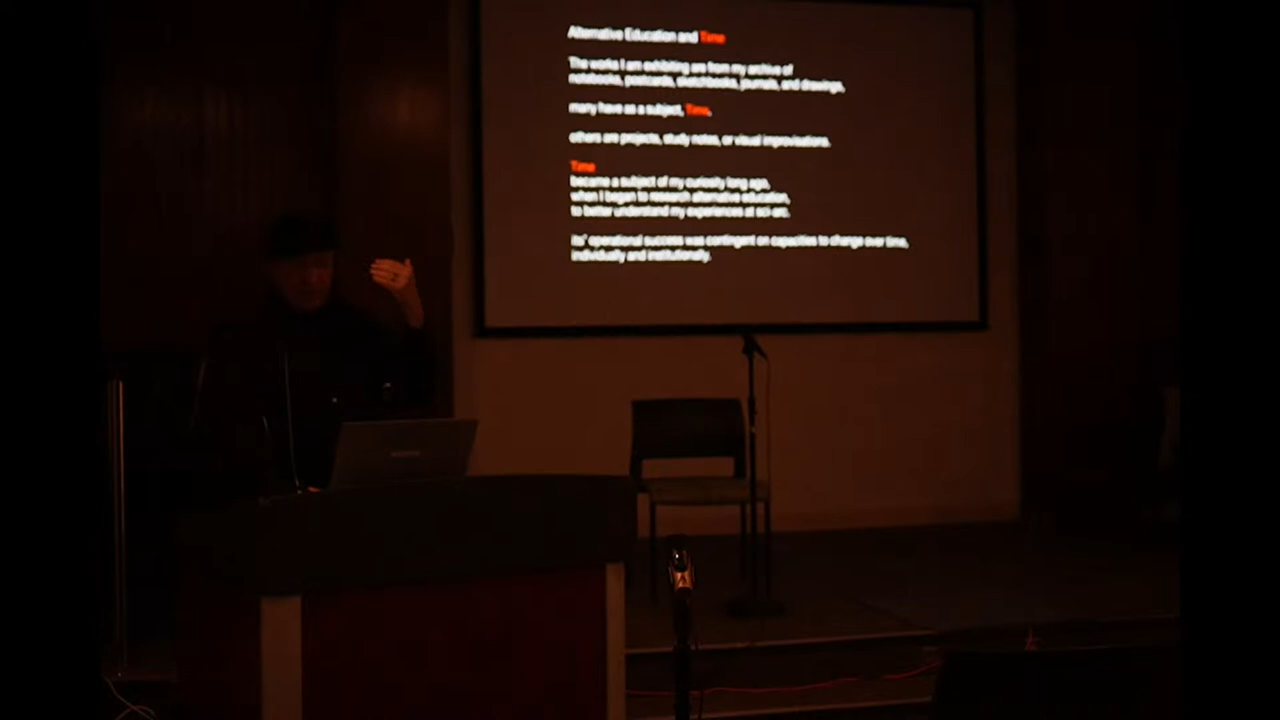 Alternative Education and Time
The works I am exhibiting are from my archive of
notebooks, postcards, sketchbooks, journals, and drawings,
many have as a subject, Time,
others are projects, study notes, or visual improvisations.
Time
became a subject of my curiosity long ago,
when I began to research alternative education,
to better understand my experiences at sci-arc.
its' operational success was contingent on capacities to change over time,
individually and institutionally.